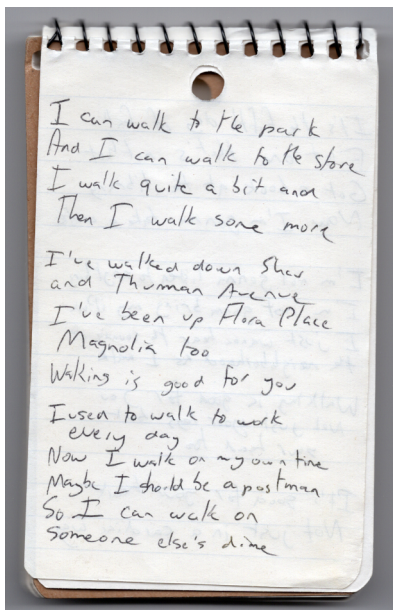 I can walk to the park
And I can walk to the store
I walk quite a bit and
Then I walk some more
I've walked down Shaw
and Thurman Avenue
I've been up Flora Place
Magnolia too
Walking is good for you
I used to walk to work
every day
Now I walk on my own time
Maybe I should be a postman
So I can walk on
someone else's dime